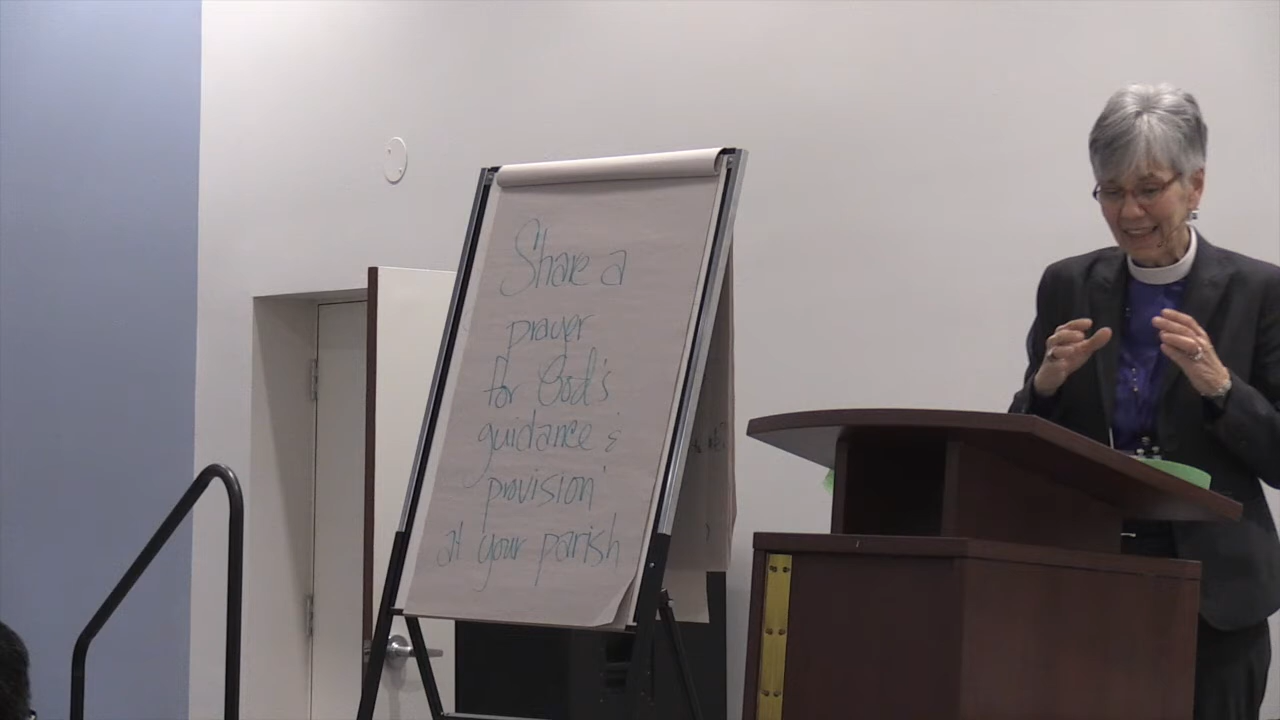 Share a
prayer
for God's
guidance &
provision
at your parish